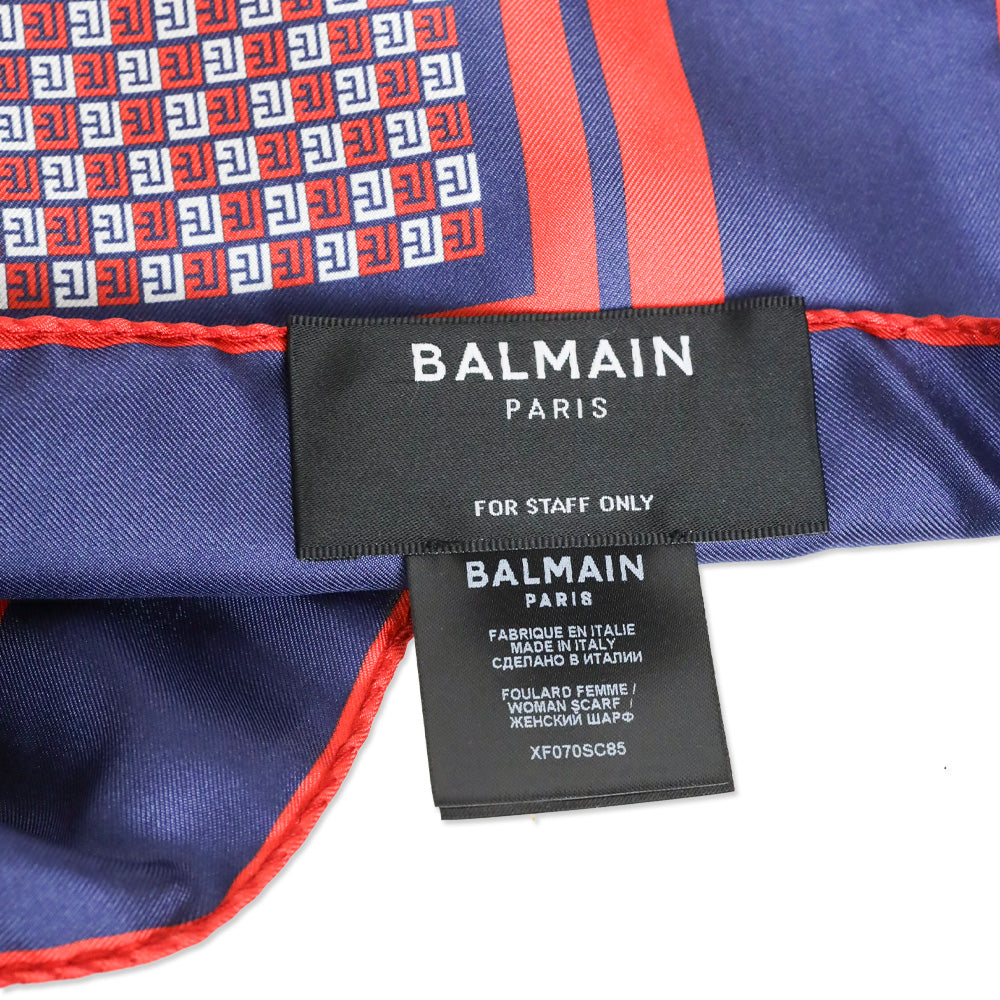 BALMAIN
PARIS
FOR STAFF ONLY
BALMAIN
PARIS
FABRIQUE EN ITALIE
MADE IN ITALY
СДЕЛАНО В ИТАЛИИ
FOULARD FEMME /
WOMAN SCARF /
ЖЕНСКИЙ ШАРФ
XF070SC85